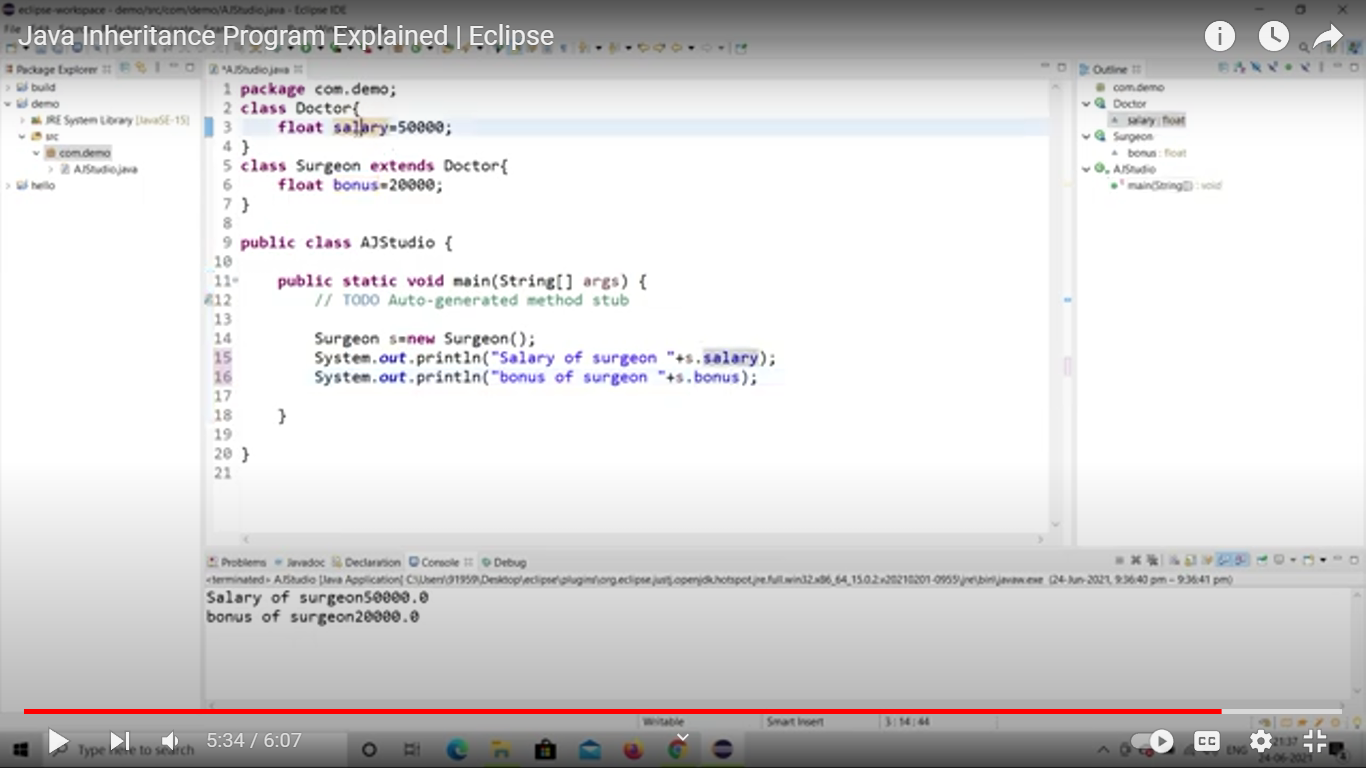 eclipse-workspace - demo/src/com/demo/AJStudio.java - Eclipse IDE
Java Inheritance Program Explained | Eclipse
Package Explorer
build
demo
JRE System Library [JavaSE-15]
src
com.demo
AJStudio.java
hello
*AJStudio.java
1 package com.demo;
2 class Doctor{
3 float salary=50000;
4 }
5 class Surgeon extends Doctor{
6 float bonus=20000;
7 }
8
9 public class AJStudio {
10
11 public static void main(String[] args) {
12 // TODO Auto-generated method stub
13
14 Surgeon s=new Surgeon();
15 System.out.println("Salary of surgeon "+s.salary);
16 System.out.println("bonus of surgeon "+s.bonus);
17
18 }
19
20 }
21
Outline
com.demo
Doctor
salary : float
Surgeon
bonus : float
AJStudio
main(String[]) : void
Problems Javadoc Declaration Console Debug
<terminated> AJStudio [Java Application] C:\Users\91959\Desktop\eclipse\plugins\org.eclipse.justj.openjdk.hotspot.jre.full.win32.x86_64_15.0.2.v20210201-0955\jre\bin\javaw.exe (24-Jun-2021, 9:36:40 pm – 9:36:41 pm)
Salary of surgeon50000.0
bonus of surgeon20000.0
Writable Smart Insert 3 : 14 : 44
Type here to search
5:34 / 6:07
CC
ENG
21:37
24-06-2021